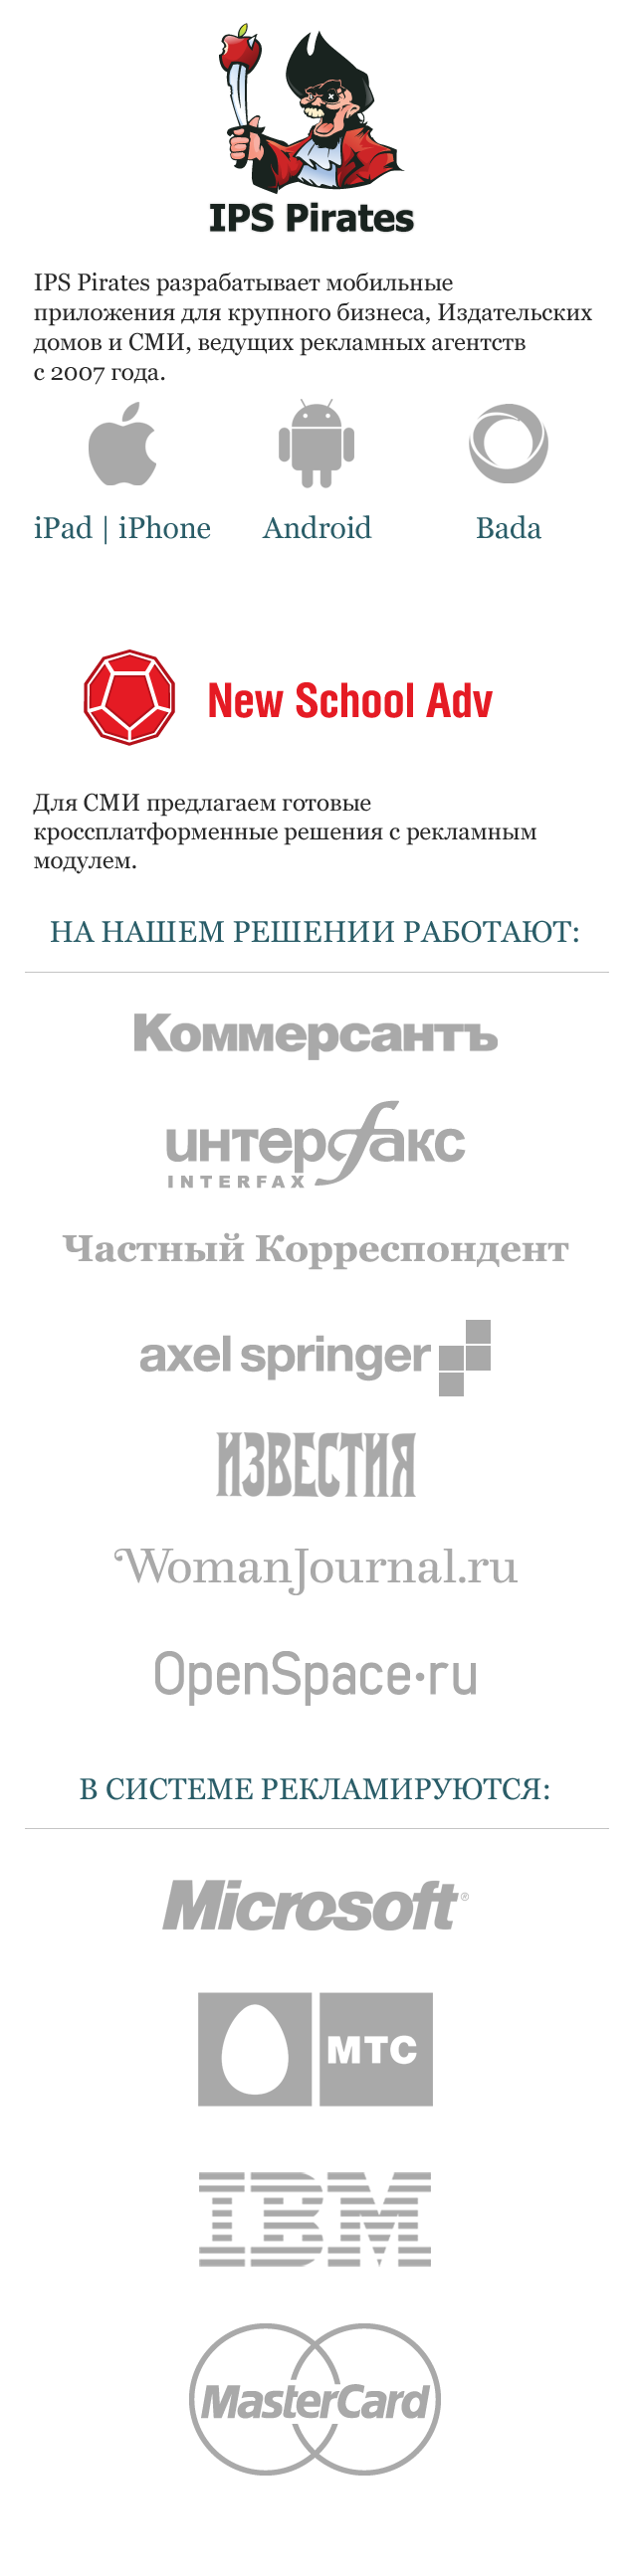 IPS Pirates
IPS Pirates разрабатывает мобильные
приложения для крупного бизнеса, Издательских
домов и СМИ, ведущих рекламных агентств
с 2007 года.
iPad | iPhone Android Bada
New School Adv
Для СМИ предлагаем готовые
кроссплатформенные решения с рекламным
модулем.
НА НАШЕМ РЕШЕНИИ РАБОТАЮТ:
Коммерсантъ
интерфакс
INTERFAX
Частный Корреспондент
axel springer
ИЗВЕСТИЯ
WomanJournal.ru
OpenSpace·ru
В СИСТЕМЕ РЕКЛАМИРУЮТСЯ:
Microsoft®
МТС
IBM
MasterCard